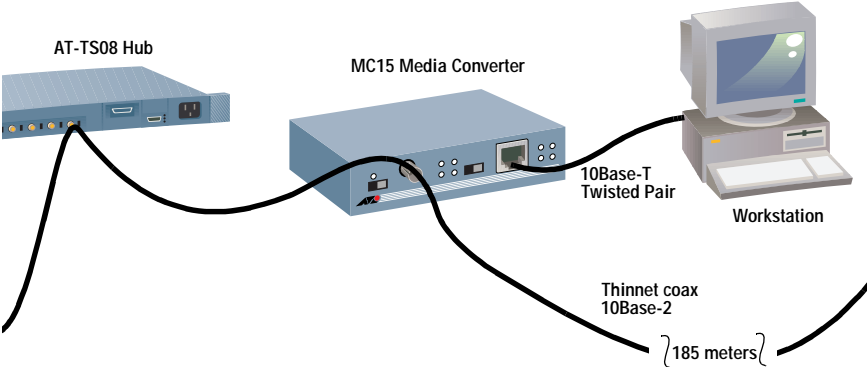 AT-TS08 Hub
MC15 Media Converter
10Base-T
Twisted Pair
Workstation
Thinnet coax
10Base-2
185 meters